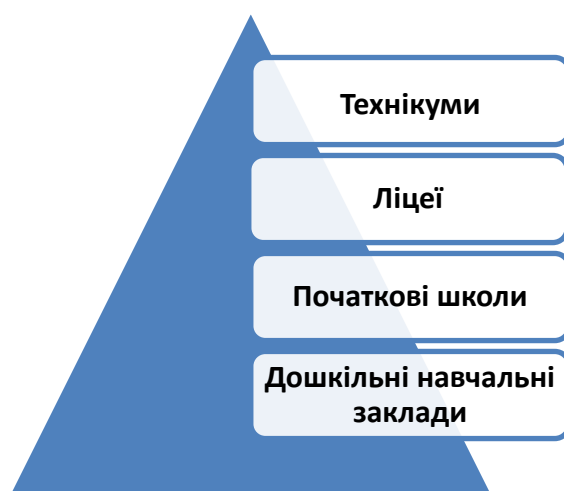 Технікуми
Ліцеї
Початкові школи
Дошкільні навчальні
заклади